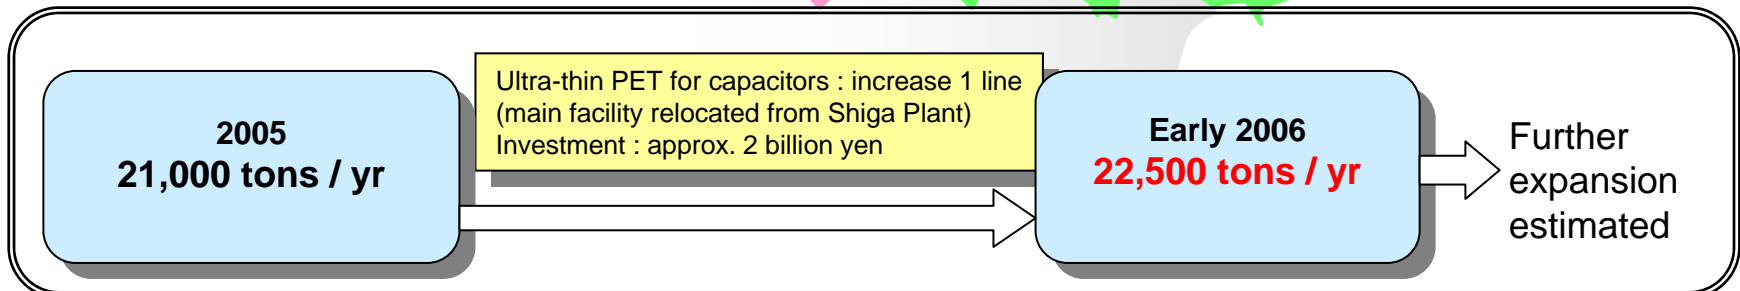 2005
21,000 tons / yr
Ultra-thin PET for capacitors : increase 1 line
(main facility relocated from Shiga Plant)
Investment : approx. 2 billion yen
Early 2006
22,500 tons / yr
Further
expansion
estimated